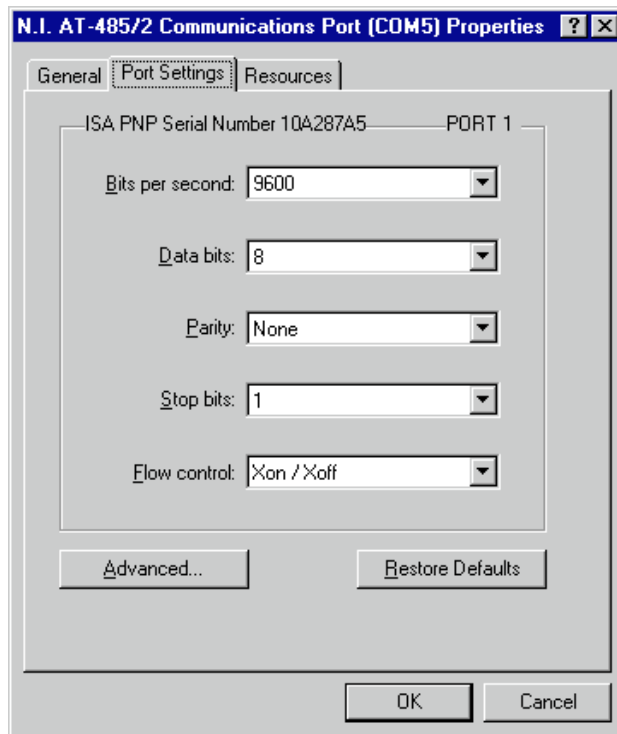 N.I. AT-485/2 Communications Port (COM5) Properties ? ×
General Port Settings Resources
ISA PNP Serial Number 10A287A5 PORT 1
Bits per second: 9600
Data bits: 8
Parity: None
Stop bits: 1
Flow control: Xon / Xoff
Advanced... Restore Defaults
OK Cancel